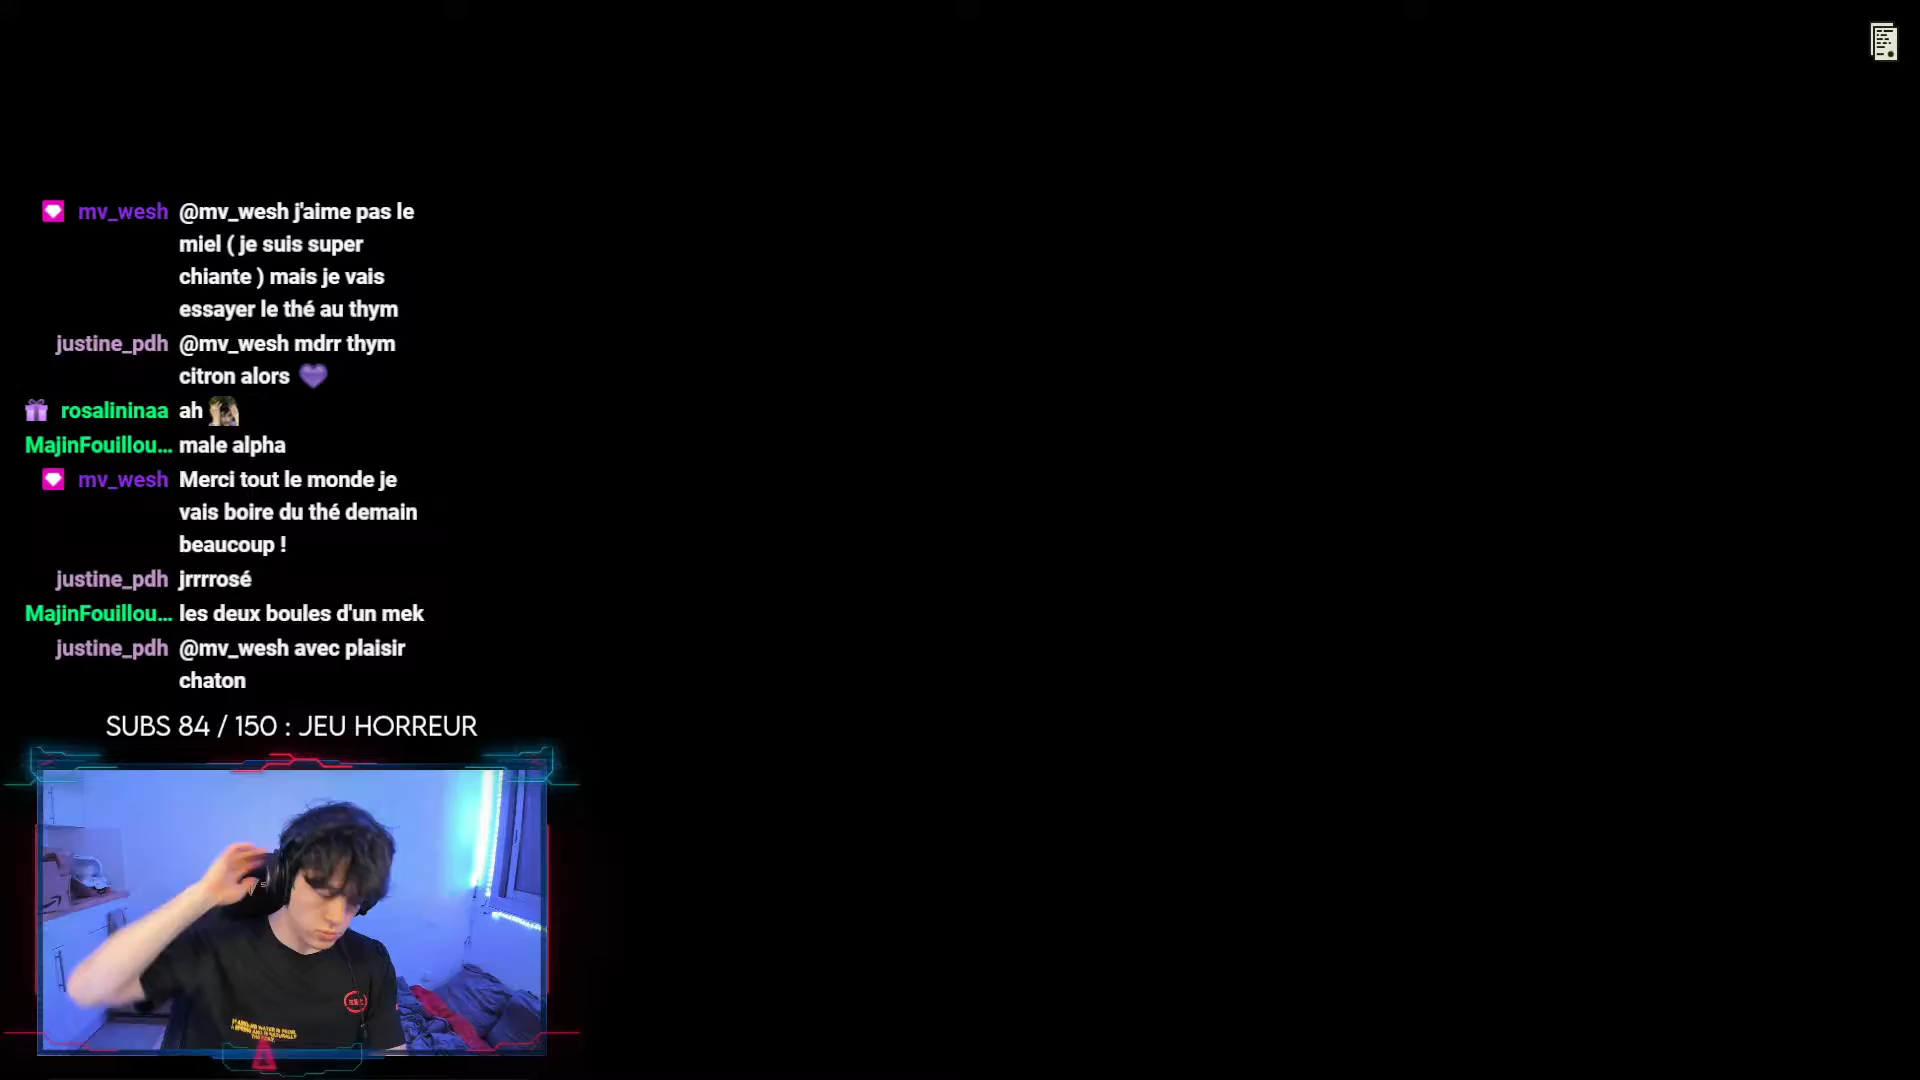 mv_wesh @mv_wesh j'aime pas le
miel ( je suis super
chiante ) mais je vais
essayer le thé au thym
justine_pdh @mv_wesh mdrr thym
citron alors
rosalininaa ah
MajinFouillou... male alpha
mv_wesh Merci tout le monde je
vais boire du thé demain
beaucoup !
justine_pdh jrrrrosé
MajinFouillou... les deux boules d'un mek
justine_pdh @mv_wesh avec plaisir
chaton
SUBS 84 / 150 : JEU HORREUR